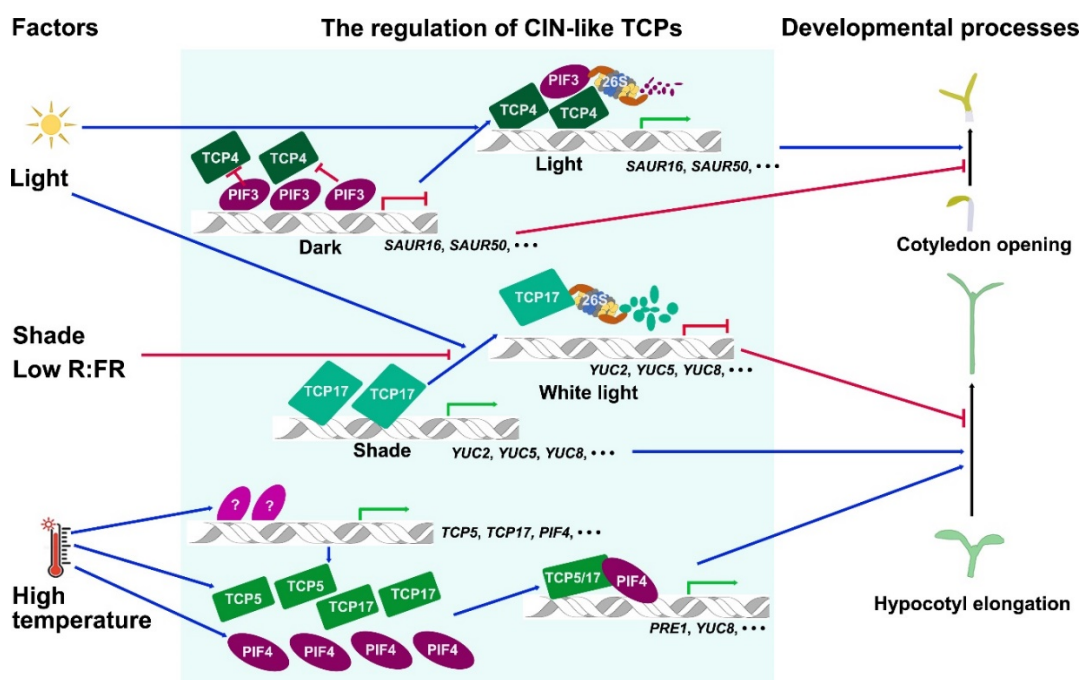 Factors
The regulation of CIN-like TCPs
Developmental processes
Light
PIF3
26S
TCP4
TCP4
Light
SAUR16, SAUR50, •••
TCP4
TCP4
PIF3
PIF3
PIF3
Dark
SAUR16, SAUR50, •••
Cotyledon opening
Shade
Low R:FR
TCP17
26S
YUC2, YUC5, YUC8, •••
White light
TCP17
TCP17
Shade
YUC2, YUC5, YUC8, •••
High
temperature
?
?
TCP5, TCP17, PIF4, •••
TCP5
TCP5
TCP17
TCP17
PIF4
PIF4
PIF4
PIF4
TCP5/17
PIF4
PRE1, YUC8, •••
Hypocotyl elongation